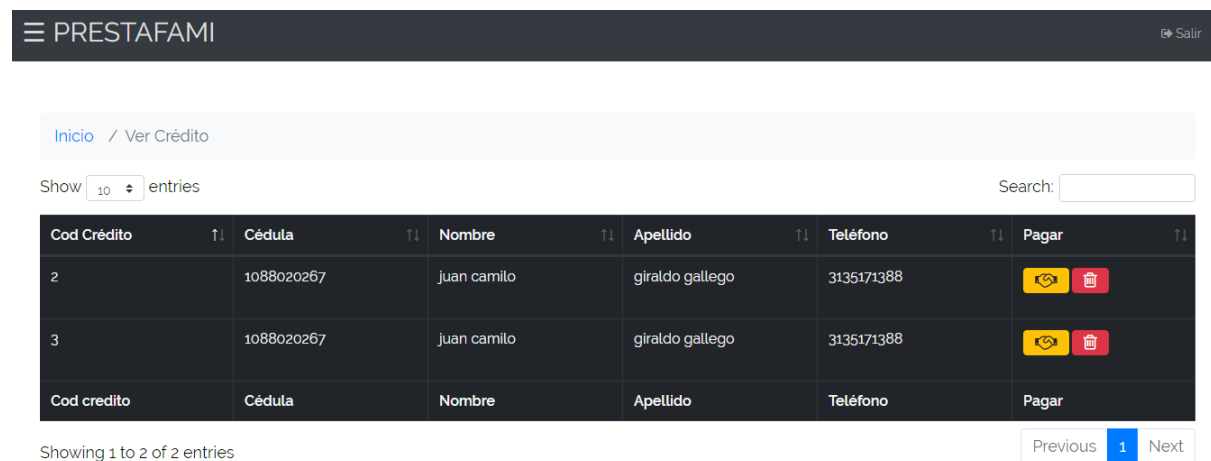 ☰ PRESTAFAMI Salir
Inicio / Ver Crédito
Show 10 entries Search:
Cod Crédito Cédula Nombre Apellido Teléfono Pagar
2 1088020267 juan camilo giraldo gallego 3135171388
3 1088020267 juan camilo giraldo gallego 3135171388
Cod credito Cédula Nombre Apellido Teléfono Pagar
Showing 1 to 2 of 2 entries Previous 1 Next